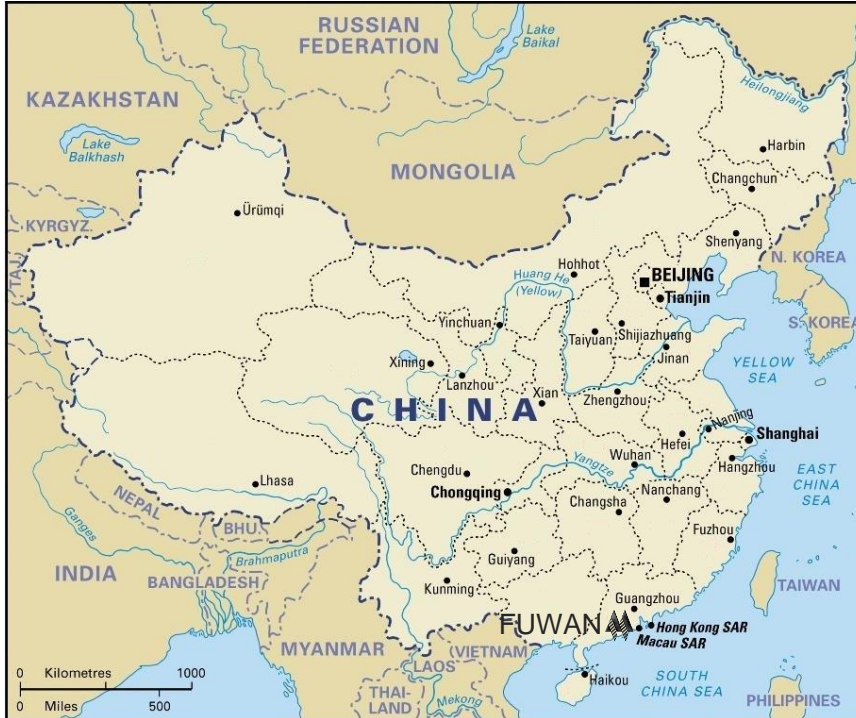 RUSSIAN
FEDERATION
Lake
Baikal
KAZAKHSTAN
Lake
Balkhash
Heilongjiang
Harbin
MONGOLIA
Changchun
Ürümqi
KYRGYZ.
Shenyang
TAJ.
Hohhot
N. KOREA
Huang He
(Yellow)
BEIJING
Tianjin
S. KOREA
Yinchuan
Taiyuan
Shijiazhuang
Jinan
Xining
YELLOW
SEA
Lanzhou
Xian
Zhengzhou
CHINA
Nanjing
Shanghai
Hefei
Wuhan
Hangzhou
Yangtze
Chengdu
EAST
CHINA
SEA
Lhasa
Chongqing
Nanchang
Changsha
NEPAL
Ganges
BHU.
Fuzhou
Brahmaputra
Guiyang
INDIA
BANGLADESH
Kunming
TAIWAN
Guangzhou
FUWAN
Hong Kong SAR
Macau SAR
MYANMAR
VIETNAM
LAOS
0 Kilometres 1000
0 Miles 500
Haikou
SOUTH
CHINA SEA
THAI-
LAND
Mekong
PHILIPPINES